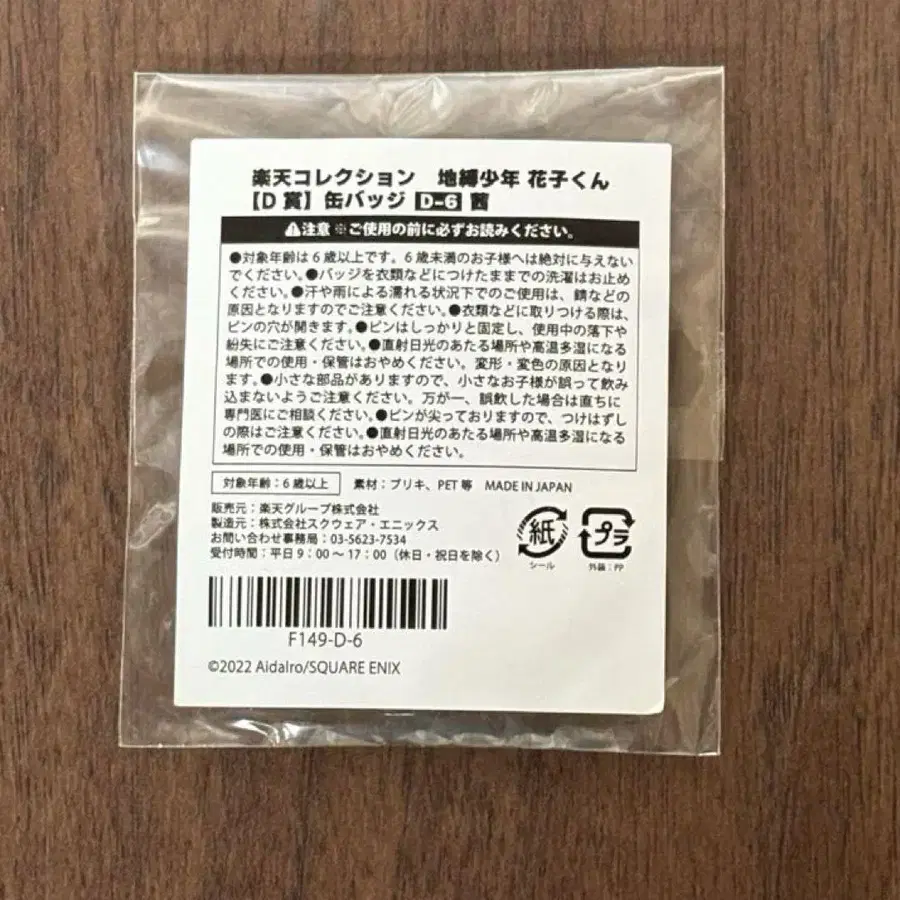 楽天コレクション 地縛少年 花子くん
【D 賞】缶バッジ D-6 茜
注意 ※ご使用の前に必ずお読みください。
●対象年齢は6歳以上です。6歳未満のお子様へは絶対に与えない
でください。●バッジを衣類などにつけたままでの洗濯はお止め
ください。●汗や雨による濡れる状況下でのご使用は、錆などの
原因となりますのでご注意ください。●衣類などに取りつける際は、
ピンの穴が開きます。●ピンはしっかりと固定し、使用中の落下や
紛失にご注意ください。●直射日光のあたる場所や高温多湿になる
場所での使用・保管はおやめください。変形・変色の原因となり
ます。●小さな部品がありますので、小さなお子様が誤って飲み
込まないようご注意ください。万が一、誤飲した場合は直ちに
専門医にご相談ください。●ピンが尖っておりますので、つけはずし
の際はご注意ください。●直射日光のあたる場所や高温多湿になる
場所での使用・保管はおやめください。
対象年齢:6歳以上 素材:ブリキ、PET等 MADE IN JAPAN
販売元:楽天グループ株式会社
製造元:株式会社スクウェア・エニックス
お問い合わせ事務局:03-5623-7534
受付時間:平日9:00~17:00(休日・祝日を除く)
紙 プラ
シール 外装:PP
F149-D-6
©2022 AidaIro/SQUARE ENIX